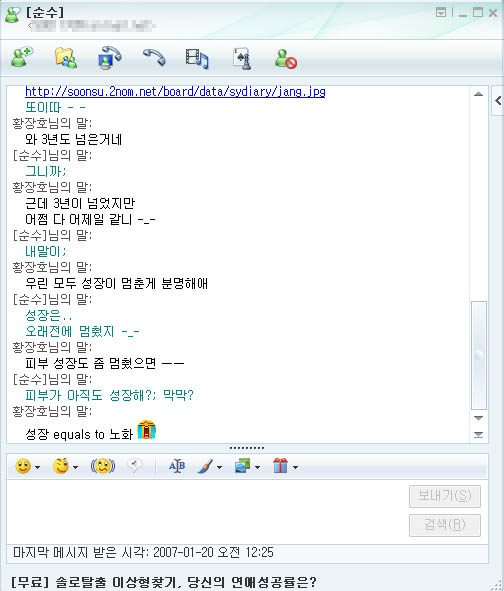 [순수]
http://soonsu.2nom.net/board/data/sydiary/jang.jpg
또이따 - -
황장호님의 말:
와 3년도 넘은거네
[순수]님의 말:
그니까;
황장호님의 말:
근데 3년이 넘었지만
어쩜 다 어제일 같니 -_-
[순수]님의 말:
내말이;
황장호님의 말:
우린 모두 성장이 멈춘게 분명해애
[순수]님의 말:
성장은..
오래전에 멈췄지 -_-
황장호님의 말:
피부 성장도 좀 멈췄으면 ㅡㅡ
[순수]님의 말:
피부가 아직도 성장해?; 막막?
황장호님의 말:
성장 equals to 노화
보내기(S)
검색(R)
마지막 메시지 받은 시각: 2007-01-20 오전 12:25
[무료] 솔로탈출 이상형찾기, 당신의 연애성공률은?